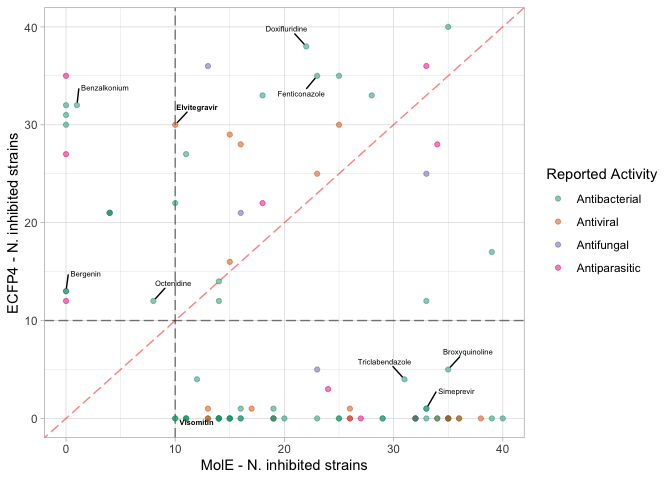 Doxifluridine
Benzalkonium
Fenticonazole
Elvitegravir
Bergenin
Octenidine
Triclabendazole
Broxyquinoline
Simeprevir
Visomitin
40
30
20
10
0
0
10
20
30
40
ECFP4 - N. inhibited strains
MolE - N. inhibited strains
Reported Activity
Antibacterial
Antiviral
Antifungal
Antiparasitic